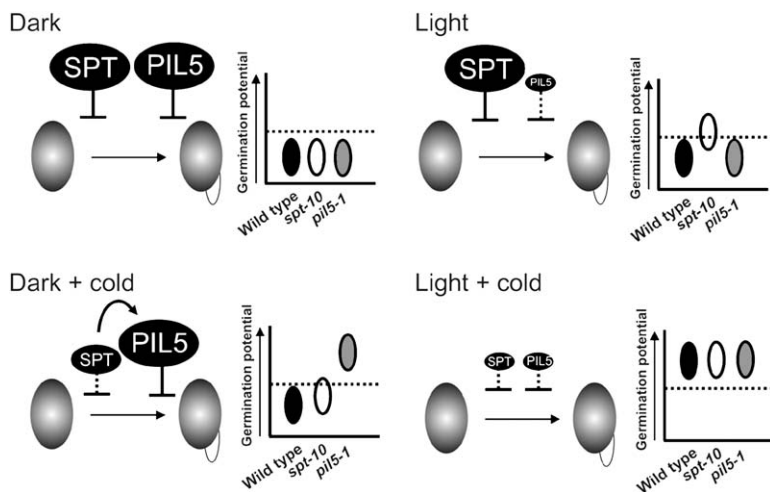 Dark
SPT PIL5
Germination potential
Wild type
spt-10
pil5-1
Light
SPT PIL5
Germination potential
Wild type
spt-10
pil5-1
Dark + cold
SPT PIL5
Germination potential
Wild type
spt-10
pil5-1
Light + cold
SPT PIL5
Germination potential
Wild type
spt-10
pil5-1